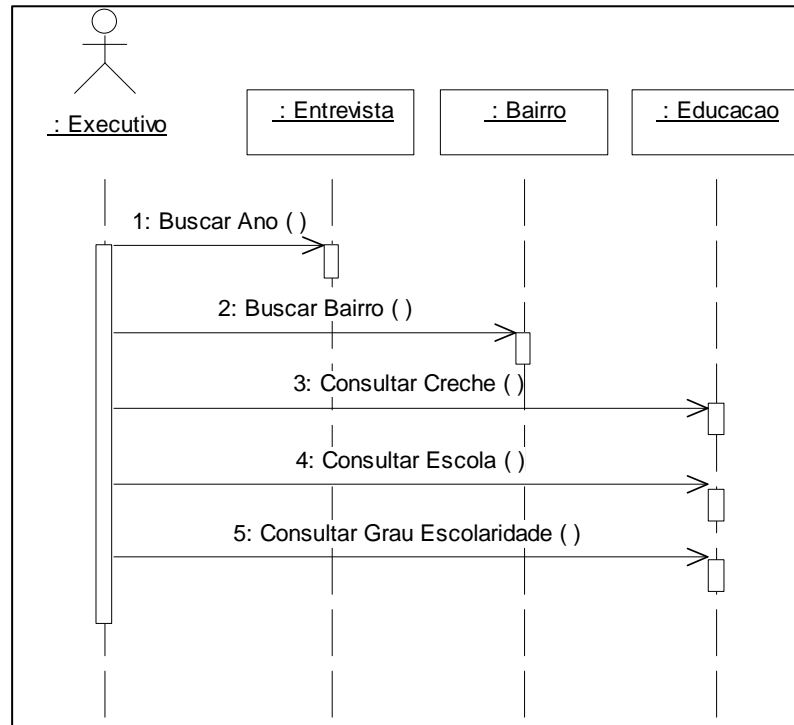 : Executivo
: Entrevista
: Bairro
: Educacao
1: Buscar Ano ( )
2: Buscar Bairro ( )
3: Consultar Creche ( )
4: Consultar Escola ( )
5: Consultar Grau Escolaridade ( )